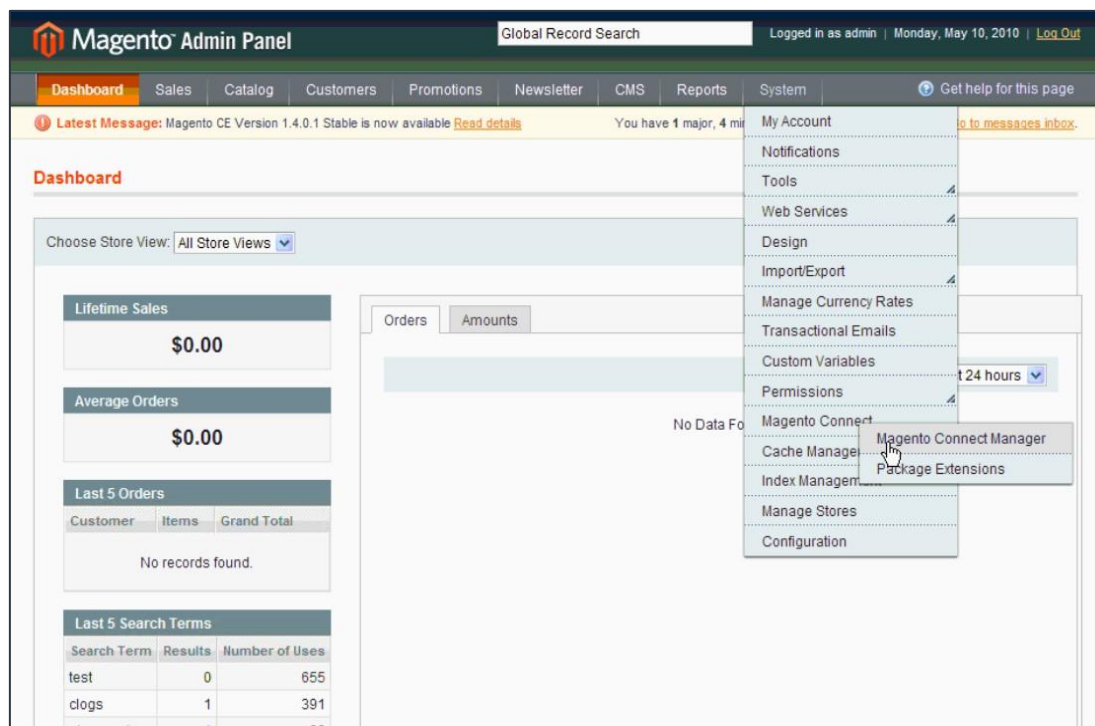 Magento Admin Panel
Global Record Search
Logged in as admin | Monday, May 10, 2010 | Log Out
Dashboard Sales Catalog Customers Promotions Newsletter CMS Reports System Get help for this page
Latest Message: Magento CE Version 1.4.0.1 Stable is now available Read details You have 1 major, 4 to messages inbox.
My Account
Notifications
Tools
Web Services
Design
Import/Export
Manage Currency Rates
Transactional Emails
Custom Variables
Permissions
Magento Connect
Cache
Index
Manage Stores
Configuration
Magento Connect Manager
Package Extensions
Dashboard
Choose Store View: All Store Views
Lifetime Sales
$0.00
Average Orders
$0.00
Last 5 Orders
Customer Items Grand Total
No records found.
Last 5 Search Terms
Search Term Results Number of Uses
test 0 655
clogs 1 391
Orders Amounts
24 hours
No Data